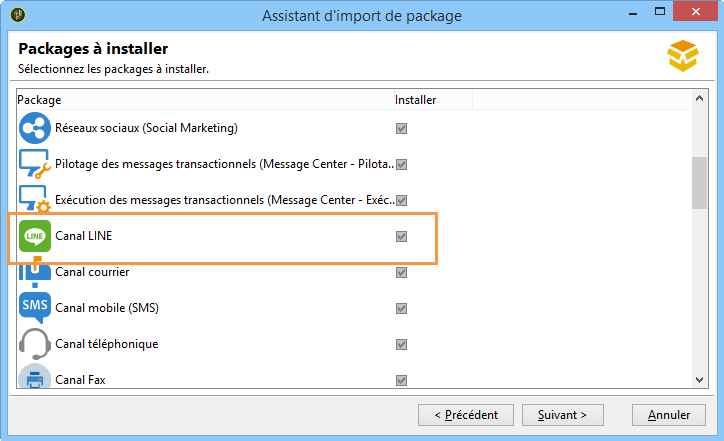 Assistant d'import de package
Packages à installer
Sélectionnez les packages à installer.
Package Installer
Réseaux sociaux (Social Marketing)
Pilotage des messages transactionnels (Message Center - Pilota..
Exécution des messages transactionnels (Message Center - Exéc..
LINE Canal LINE
Canal courrier
SMS Canal mobile (SMS)
Canal téléphonique
Canal Fax
< Précédent Suivant > Annuler